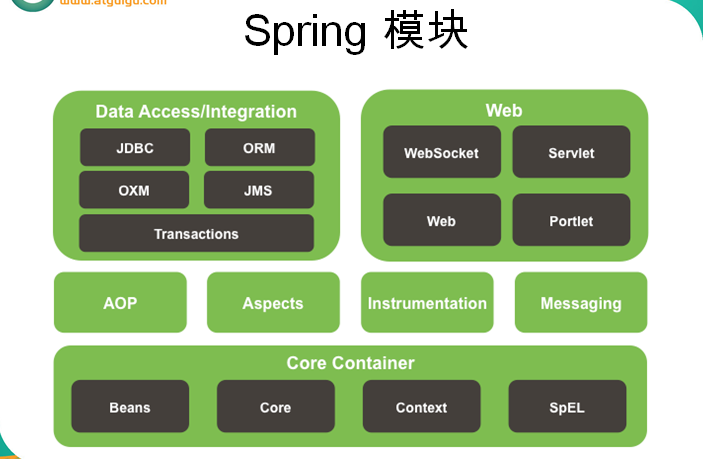 www.atguigu.com
Spring 模块
Data Access/Integration
JDBC
ORM
OXM
JMS
Transactions
Web
WebSocket
Servlet
Web
Portlet
AOP
Aspects
Instrumentation
Messaging
Core Container
Beans
Core
Context
SpEL